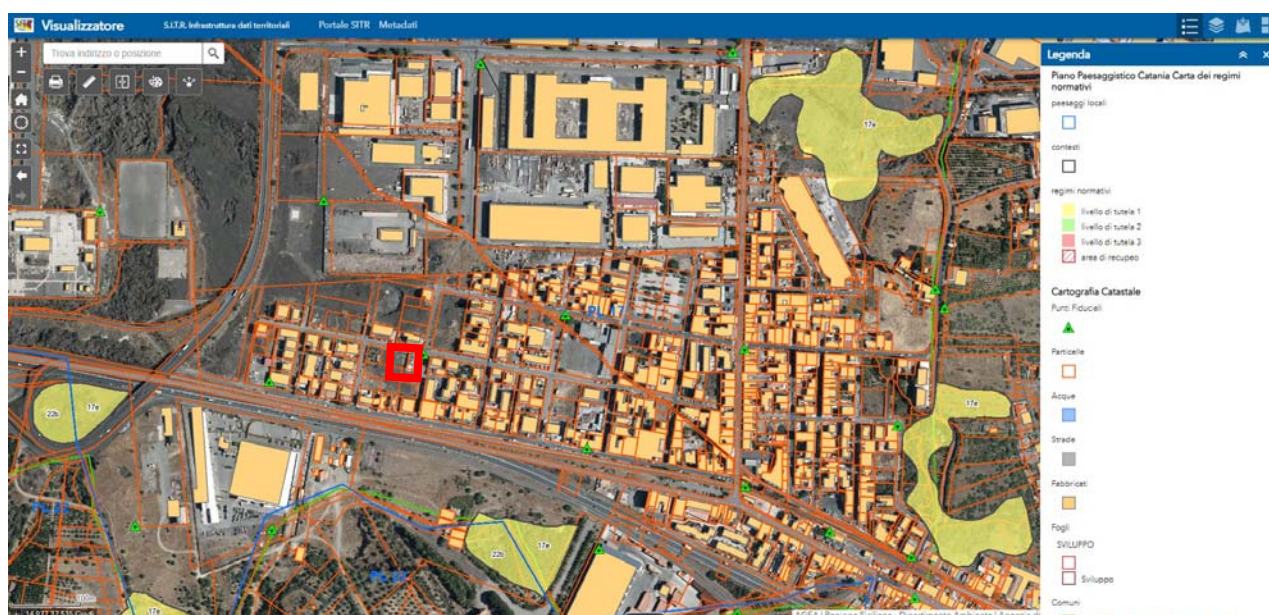 Visualizzatore
S.I.T.R. Infrastruttura dati territoriali
Portale SITR
Metadati
Trova indirizzo o posizione
Legenda
Piano Paesaggistico Catania Carta dei regimi
normativi
paesaggi locali
contesti
regimi normativi
livello di tutela 1
livello di tutela 2
livello di tutela 3
area di recupeo
Cartografia Catastale
Punti Fiduciali
Particelle
Acque
Strade
Fabbricati
Fogli
SVILUPPO
Sviluppo
Comuni
17e
17e
22b
17e
22b
17e
17e
100m